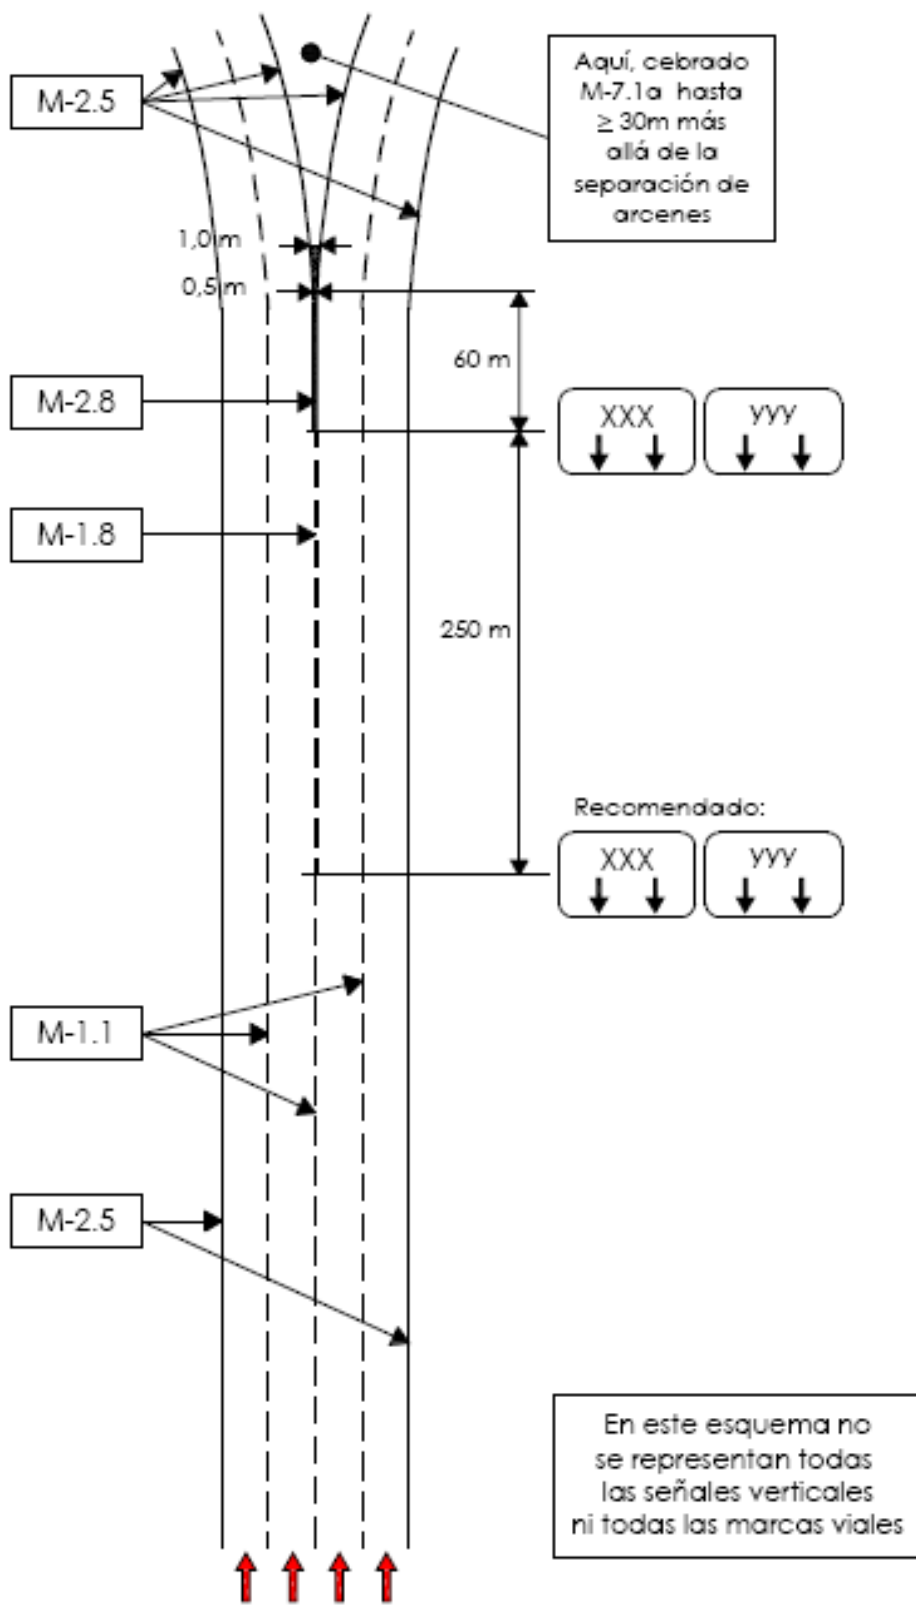 M-2.5
Aquí, cebrado
M-7.1a hasta
≥ 30m más
allá de la
separación de
arcenes
1,0 m
0,5 m
60 m
M-2.8
XXX
yyy
M-1.8
250 m
Recomendado:
XXX
yyy
M-1.1
M-2.5
En este esquema no
se representan todas
las señales verticales
ni todas las marcas viales